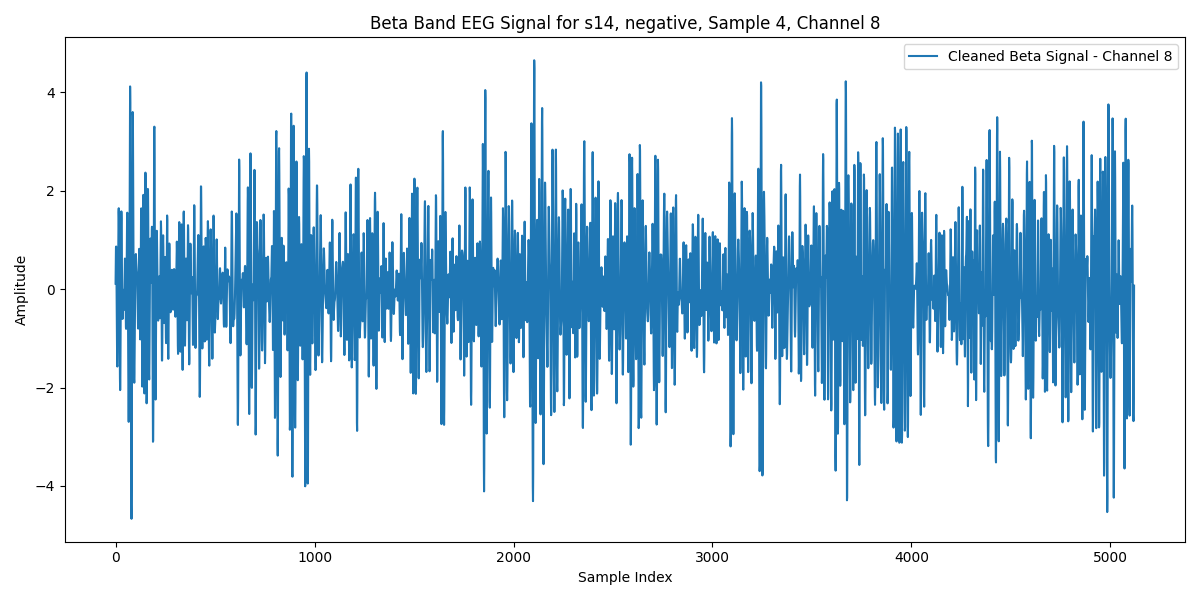 Beta Band EEG Signal for s14, negative, Sample 4, Channel 8
Cleaned Beta Signal - Channel 8
Amplitude
4
2
0
−2
−4
0 1000 2000 3000 4000 5000
Sample Index